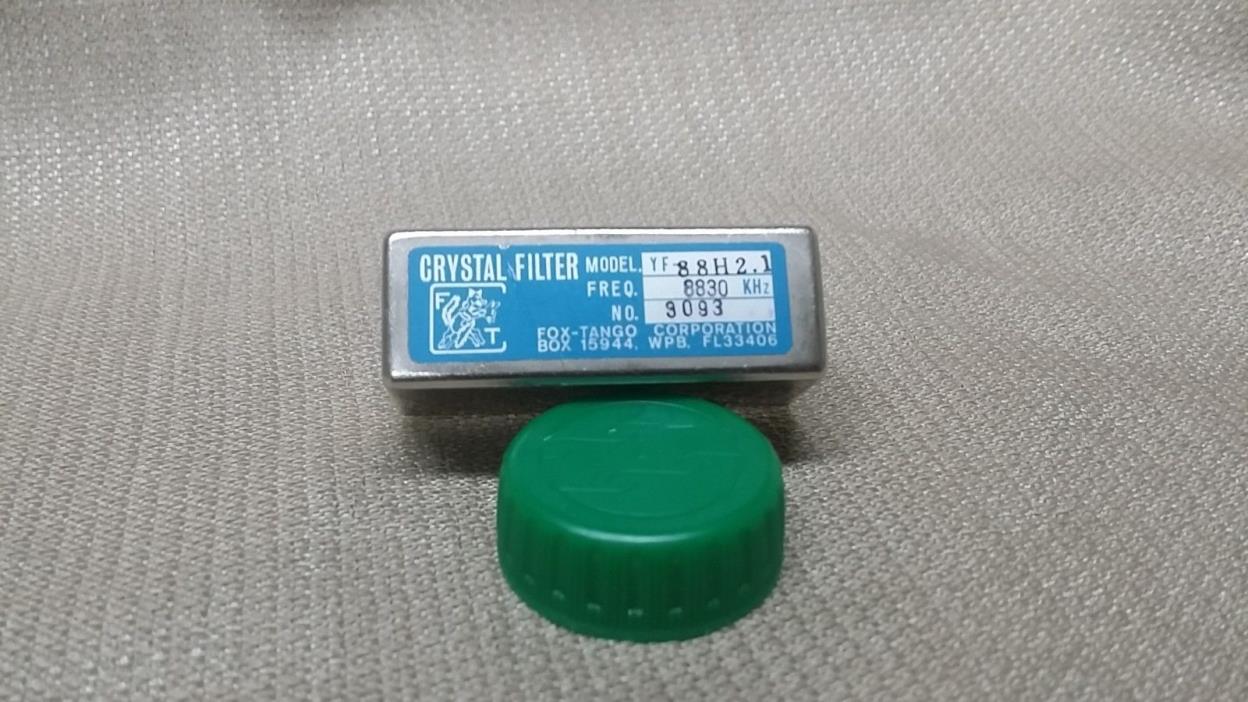 CRYSTAL FILTER MODEL. YF-88H2.1
FREQ. 8830 KHz
NO. 3093
F T
FOX-TANGO CORPORATION
BOX 15944, WPB, FL33406